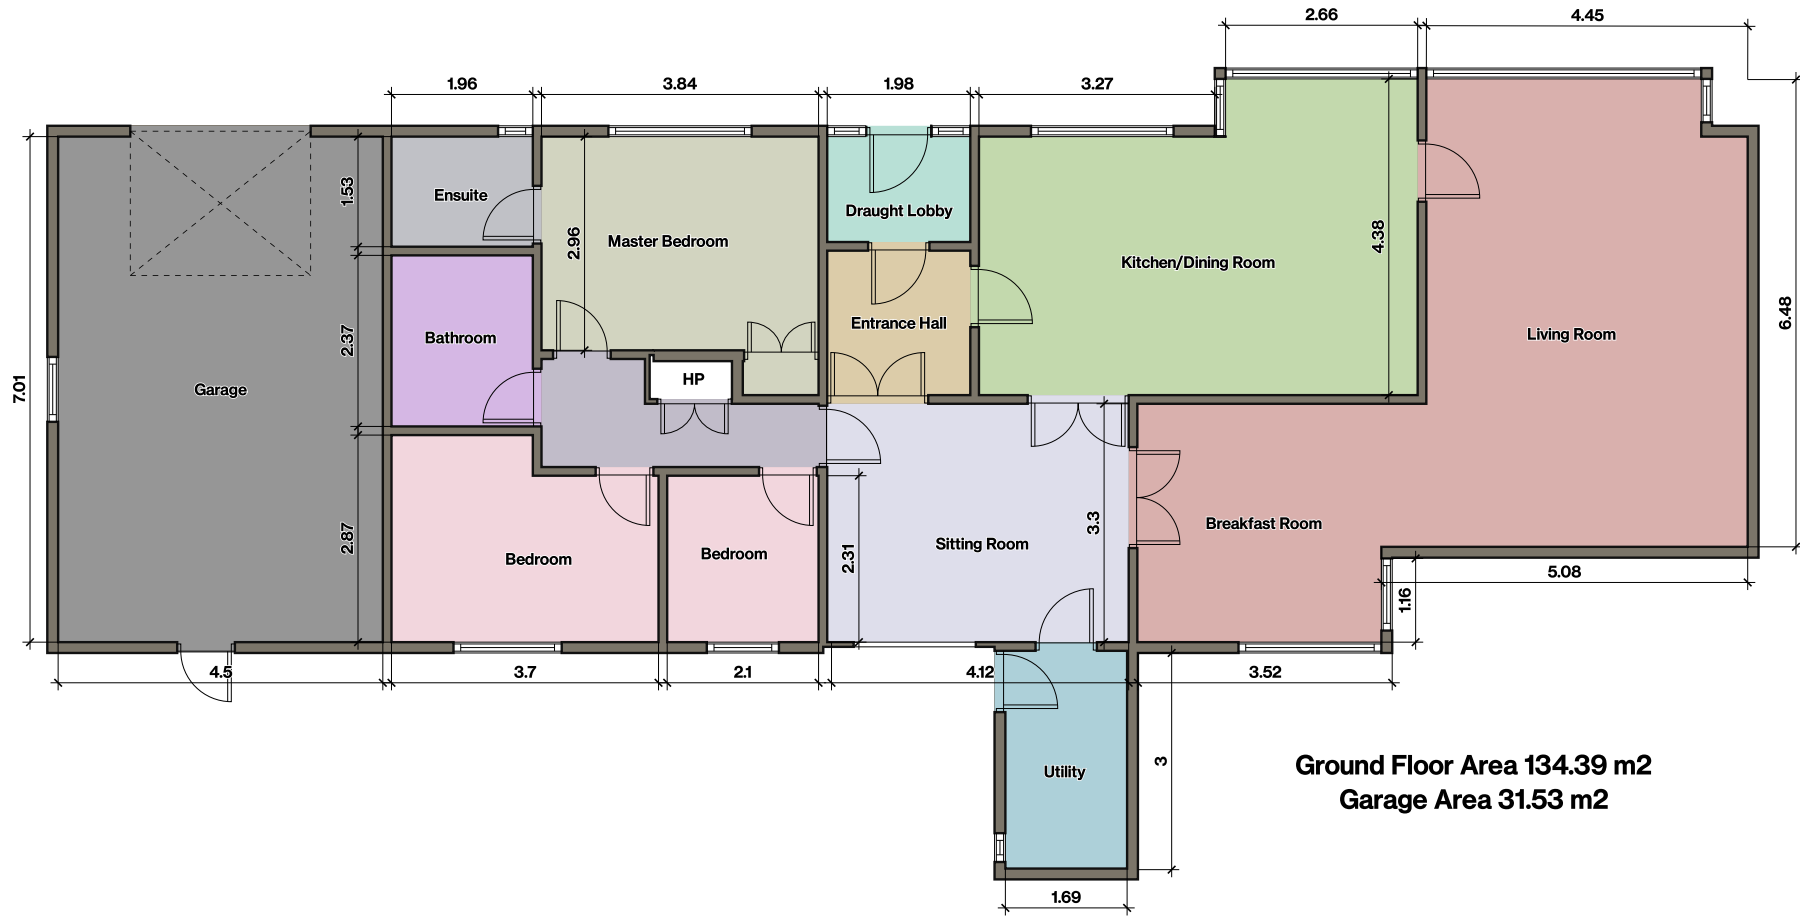 2.66
4.45
1.96
3.84
1.98
3.27
1.53
Ensuite
2.96
Master Bedroom
Draught Lobby
4.38
Kitchen/Dining Room
6.48
Living Room
Entrance Hall
2.37
Bathroom
7.01
Garage
HP
2.87
Bedroom
Bedroom
2.31
Sitting Room
3.3
Breakfast Room
5.08
1.16
4.5
3.7
2.1
4.12
3.52
Utility
3
1.69
Ground Floor Area 134.39 m2
Garage Area 31.53 m2